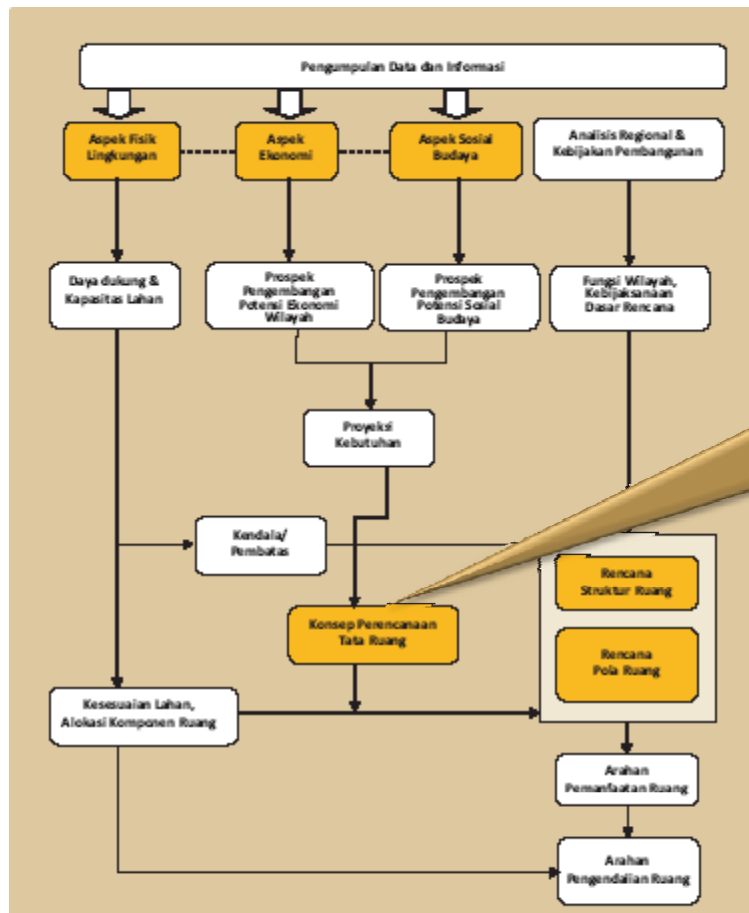 Pengumpulan Data dan Informasi
Aspek Fisik
Lingkungan
Aspek
Ekonomi
Aspek Sosial
Budaya
Analisis Regional &
Kebijakan Pembangunan
Daya dukung &
Kapasitas Lahan
Prospek
Pengembangan
Potensi Ekonomi
Wilayah
Prospek
Pengembangan
Potensi Sosial
Budaya
Fungsi Wilayah,
Kebijaksanaan
Dasar Rencana
Proyeksi
Kebutuhan
Kendala/
Pembatas
Rencana
Struktur Ruang
Konsep Perencanaan
Tata Ruang
Rencana
Pola Ruang
Kesesuaian Lahan,
Alokasi Komponen Ruang
Arahan
Pemanfaatan Ruang
Arahan
Pengendalian Ruang